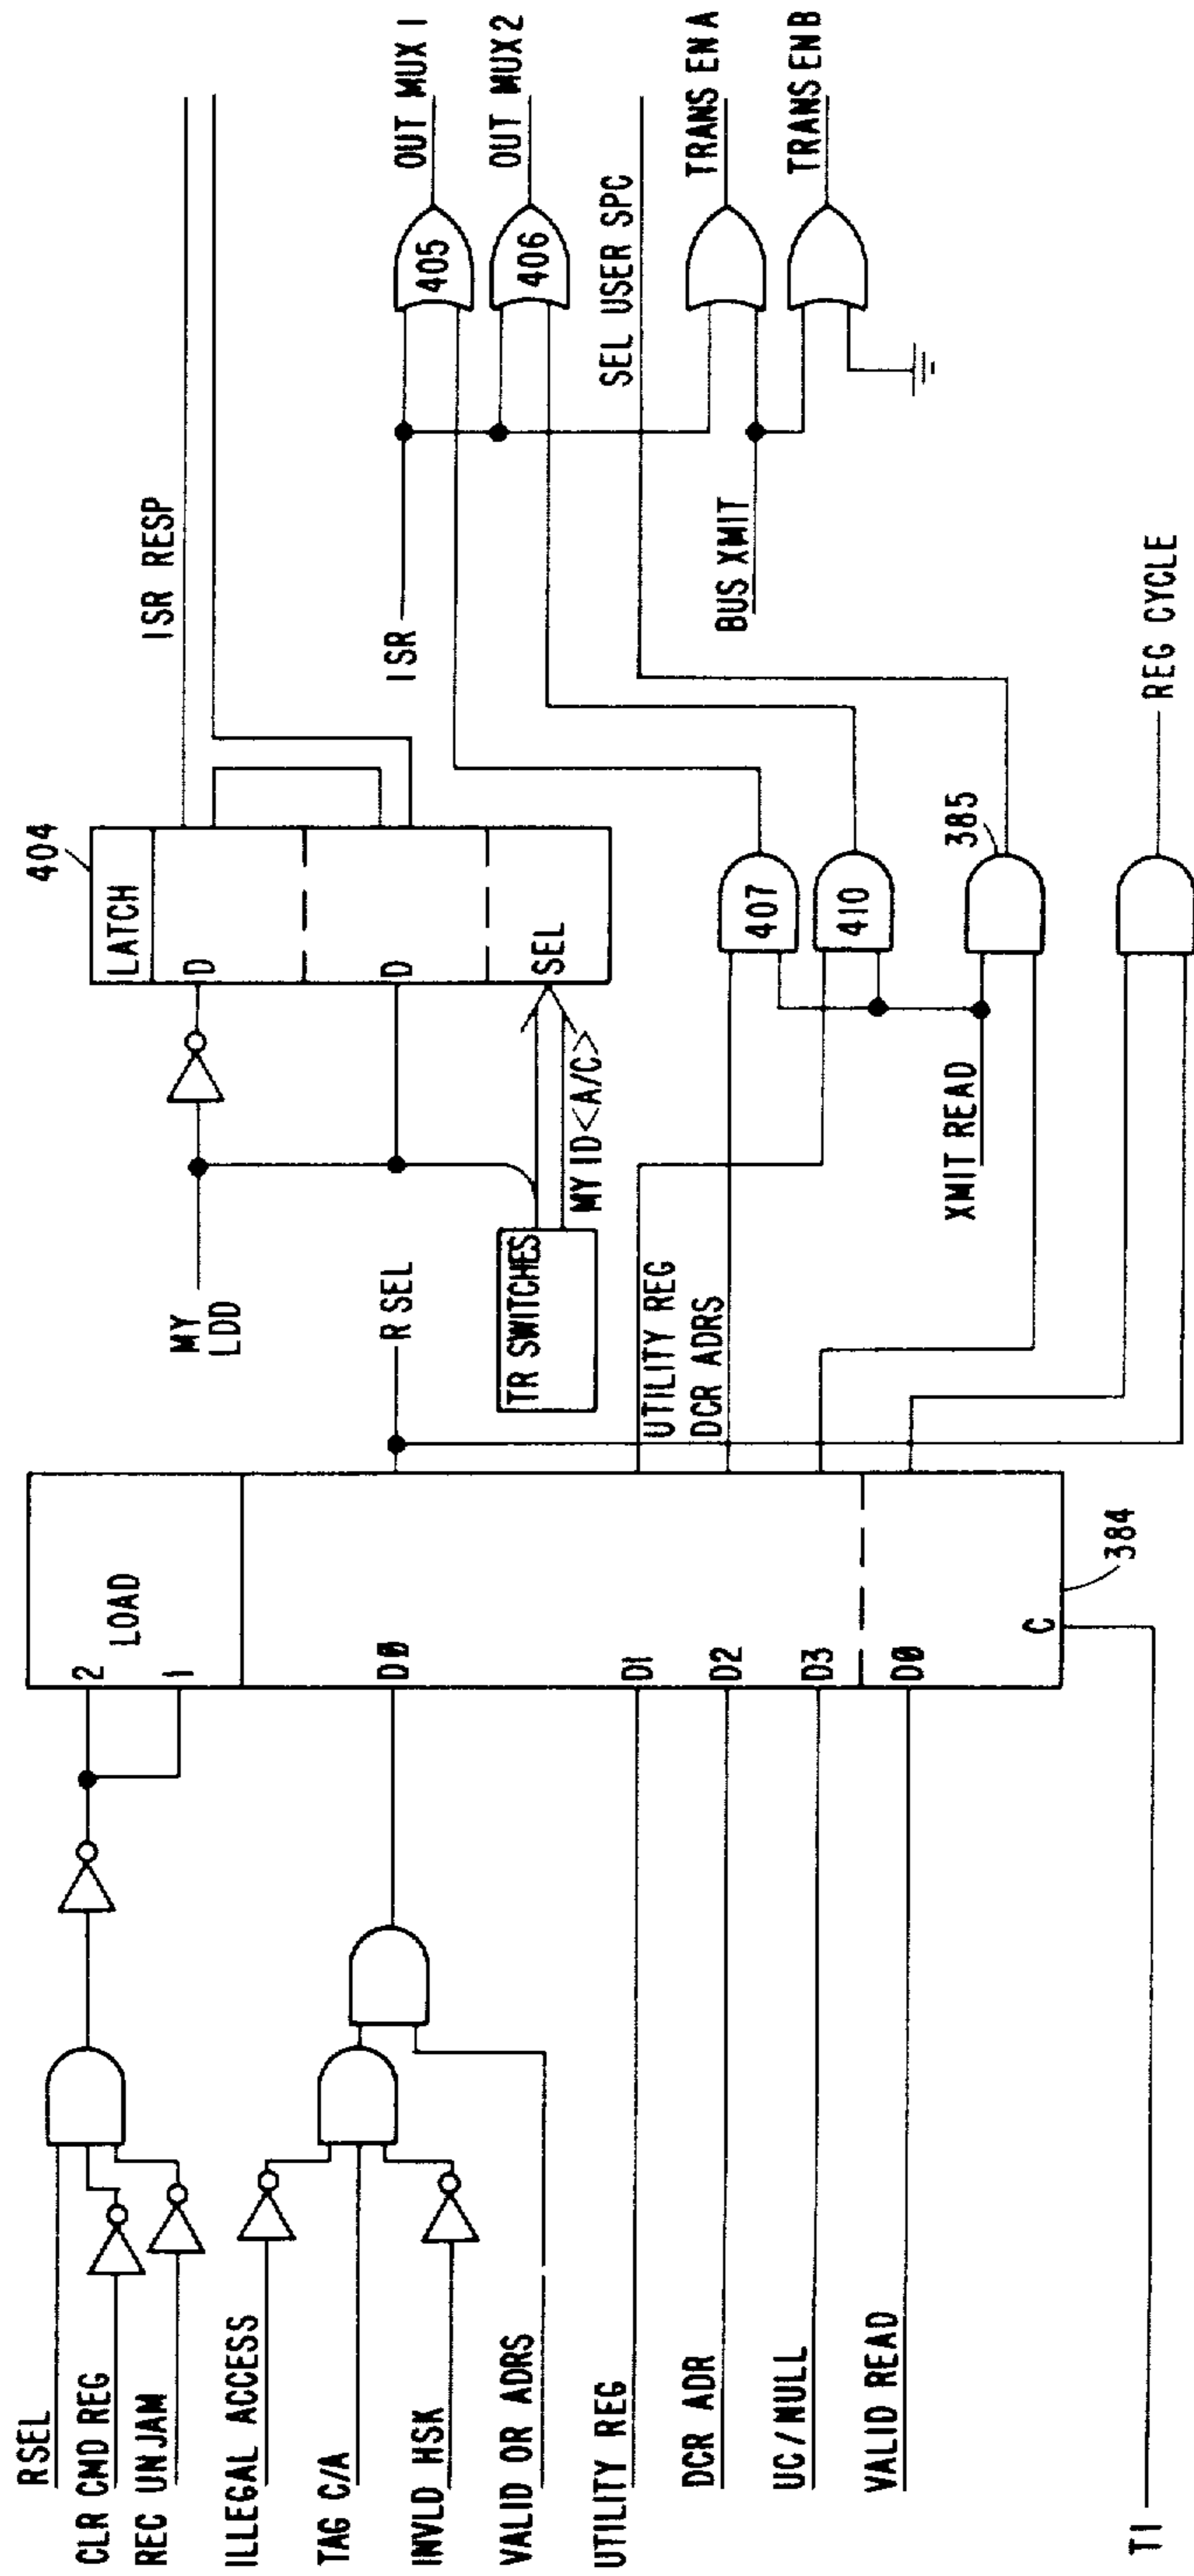 RSEL
CLR CMD REG
REC UNJAM
ILLEGAL ACCESS
TAG C/A
INVLD HSK
VALID OR ADRS
UTILITY REG
DCR ADR
UC/NULL
VALID READ
T1
2
1
LOAD
DØ
D1
D2
D3
DØ
C
384
MY
LDD
R SEL
TR SWITCHES
MY ID<A/C>
UTILITY REG
DCR ADRS
XMIT READ
404
LATCH
D
D
SEL
407
410
385
REG CYCLE
ISR RESP
ISR
BUS XMIT
405
406
SEL USER SPC
OUT MUX 1
OUT MUX 2
TRANS EN A
TRANS EN B